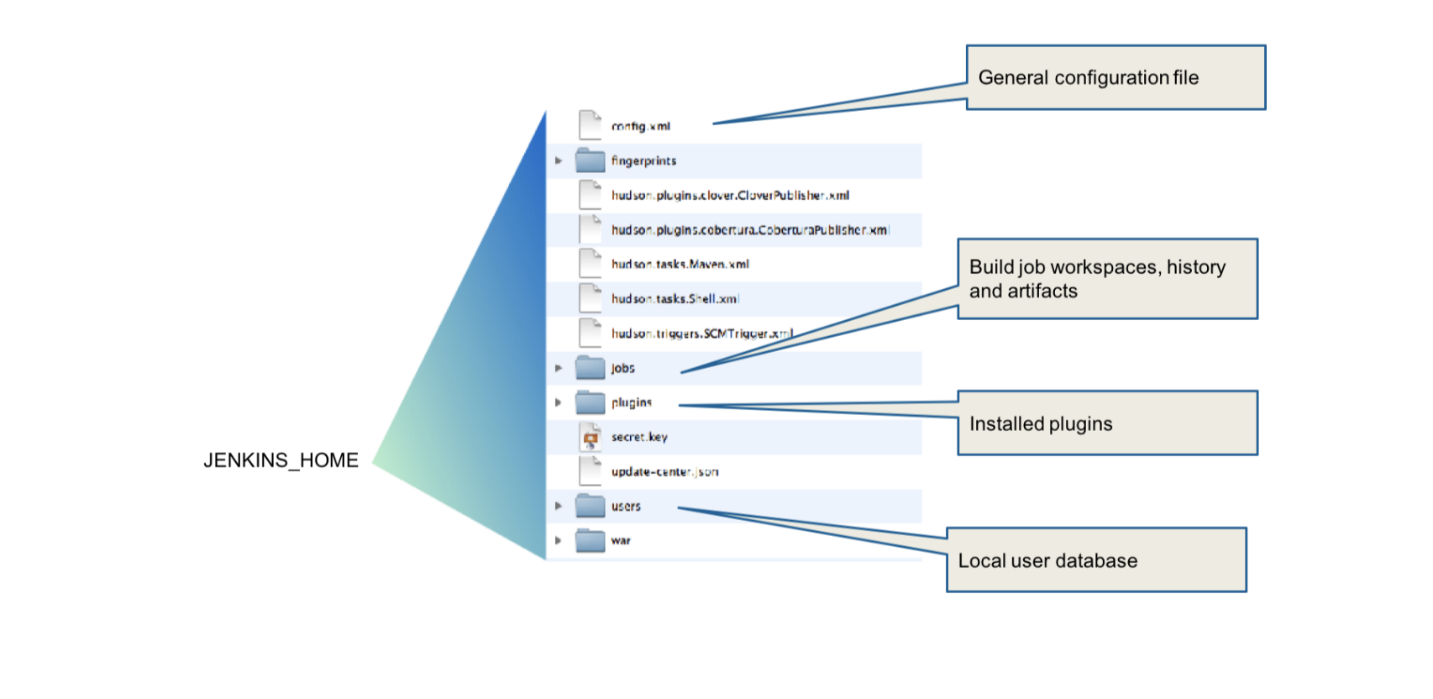 General configuration file
config.xml
fingerprints
hudson.plugins.clover.CloverPublisher.xml
hudson.plugins.cobertura.CoberturaPublisher.xml
hudson.tasks.Maven.xml
hudson.tasks.Shell.xml
hudson.triggers.SCMTrigger.xml
Build job workspaces, history
and artifacts
jobs
plugins
Installed plugins
secret.key
JENKINS_HOME
update-center.json
users
war
Local user database